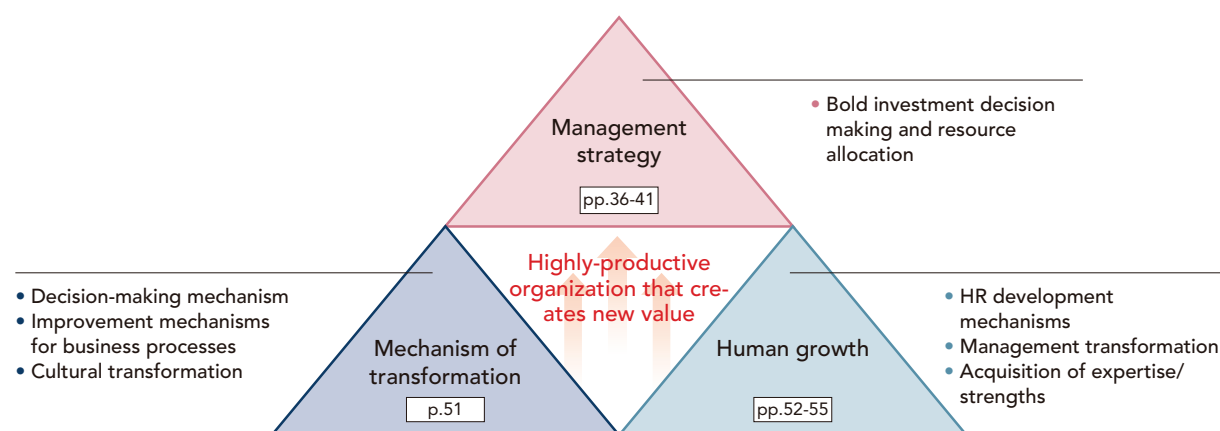 Management
strategy
pp.36-41
• Bold investment decision
making and resource
allocation
Highly-productive
organization that cre-
ates new value
• Decision-making mechanism
• Improvement mechanisms
for business processes
• Cultural transformation
Mechanism of
transformation
p.51
Human growth
pp.52-55
• HR development
mechanisms
• Management transformation
• Acquisition of expertise/
strengths